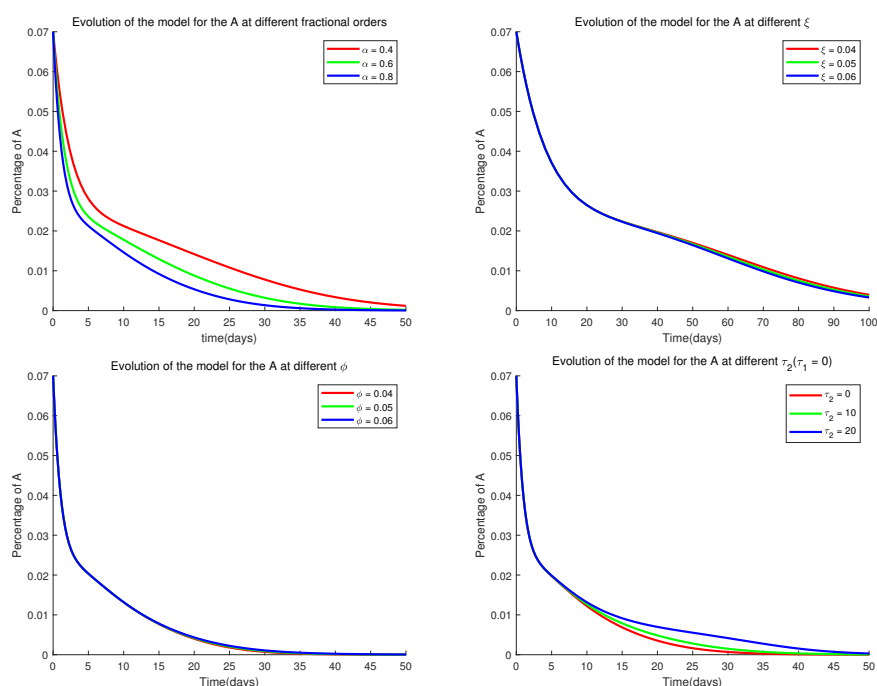 Evolution of the model for the A at different fractional orders
0.07
0.06
0.05
0.04
0.03
0.02
0.01
0
Percentage of A
α = 0.4
α = 0.6
α = 0.8
0 5 10 15 20 25 30 35 40 45 50
time(days)
Evolution of the model for the A at different ξ
0.07
0.06
0.05
0.04
0.03
0.02
0.01
0
Percentage of A
ξ = 0.04
ξ = 0.05
ξ = 0.06
0 10 20 30 40 50 60 70 80 90 100
Time(days)
Evolution of the model for the A at different ϕ
0.07
0.06
0.05
0.04
0.03
0.02
0.01
0
Percentage of A
ϕ = 0.04
ϕ = 0.05
ϕ = 0.06
0 5 10 15 20 25 30 35 40 45 50
Time(days)
Evolution of the model for the A at different τ₂(τ₁ = 0)
0.07
0.06
0.05
0.04
0.03
0.02
0.01
0
Percentage of A
τ₂ = 0
τ₂ = 10
τ₂ = 20
0 5 10 15 20 25 30 35 40 45 50
Time(days)